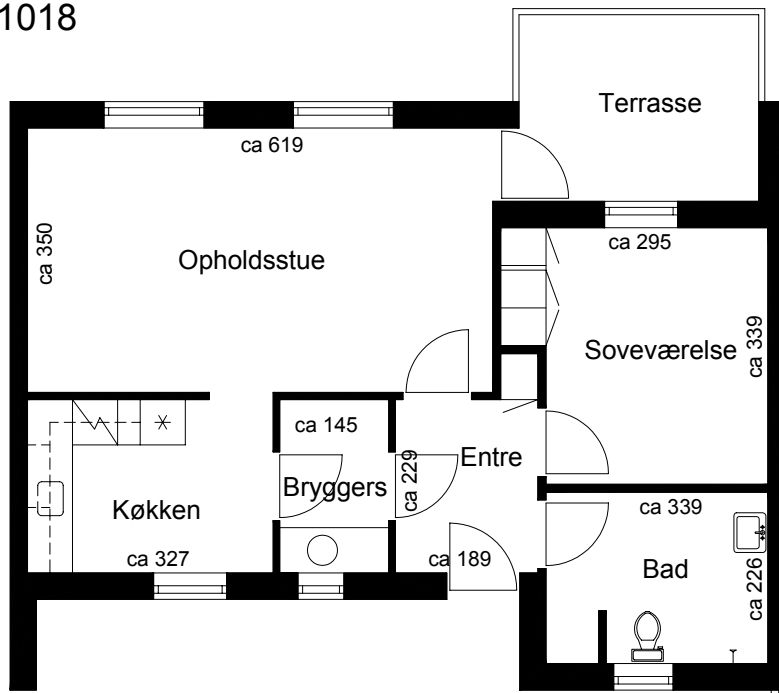 1018
Terrasse
ca 619
ca 350
Opholdsstue
ca 295
Soveværelse
ca 339
ca 145
Bryggers
ca 229
Entre
ca 189
Køkken
ca 327
ca 339
Bad
ca 226